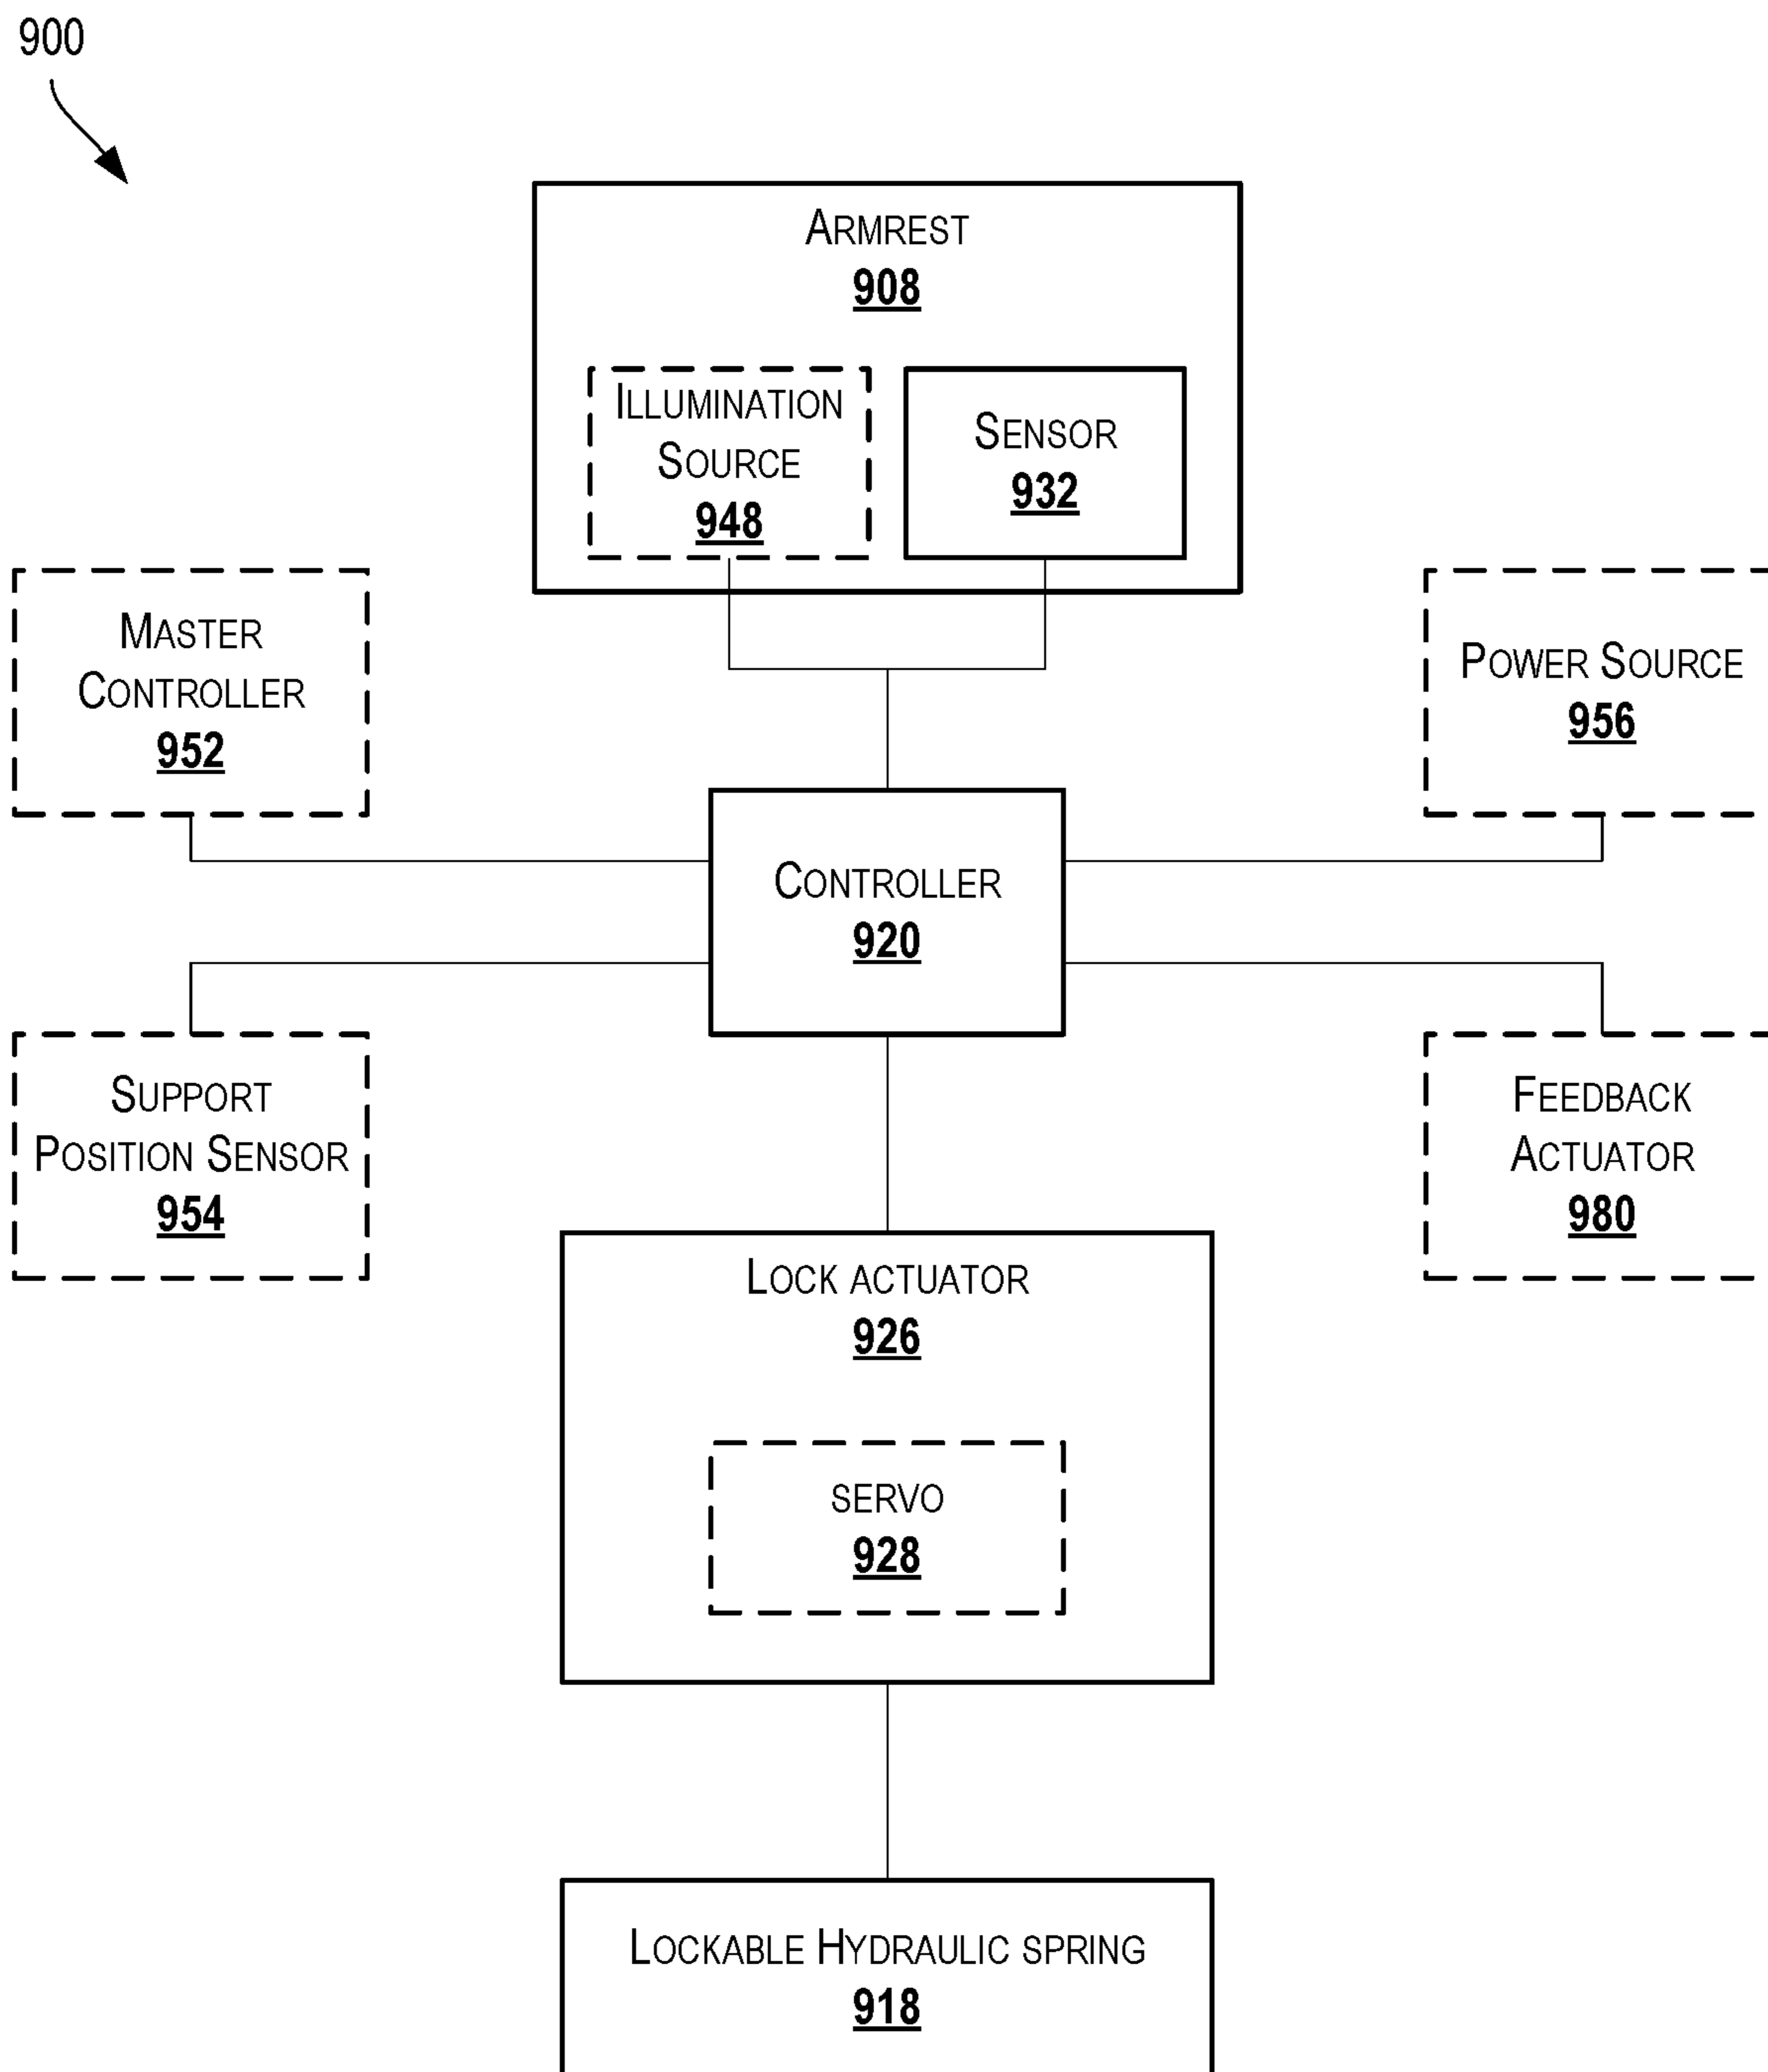 900
ARMREST
908
ILLUMINATION
SOURCE
948
SENSOR
932
MASTER
CONTROLLER
952
POWER SOURCE
956
CONTROLLER
920
SUPPORT
POSITION SENSOR
954
FEEDBACK
ACTUATOR
980
LOCK ACTUATOR
926
SERVO
928
LOCKABLE HYDRAULIC SPRING
918